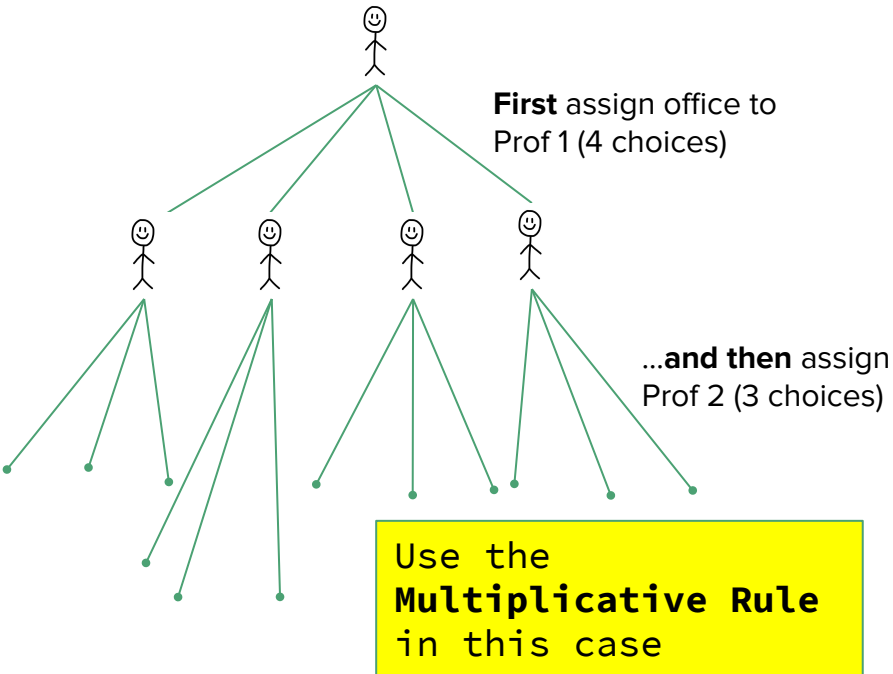 First assign office to
Prof 1 (4 choices)
...and then assign
Prof 2 (3 choices)
Use the
Multiplicative Rule
in this case